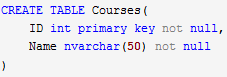 CREATE TABLE Courses(
ID int primary key not null,
Name nvarchar(50) not null
)